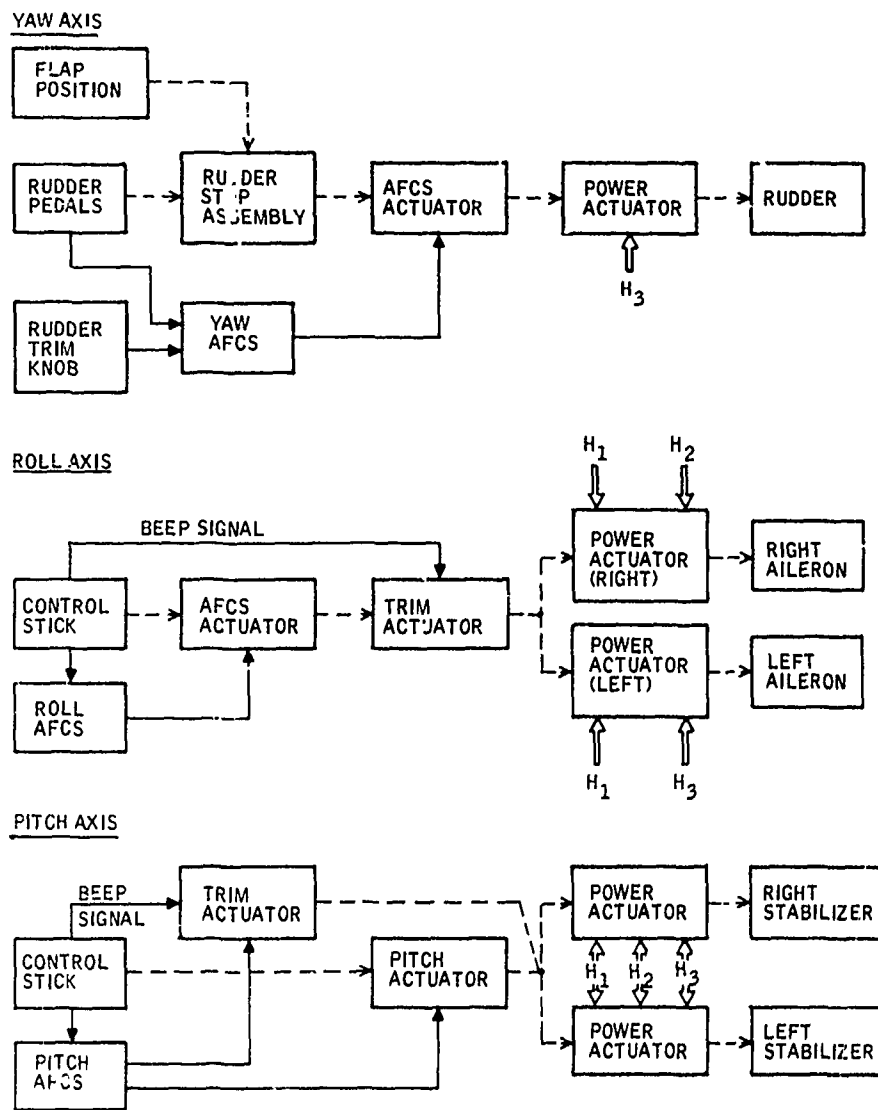 YAW AXIS
FLAP
POSITION
RUDDER
PEDALS
ASSEMBLY
AFCS
ACTUATOR
POWER
ACTUATOR
RUDDER
H3
RUDDER
TRIM
KNOB
YAW
AFCS
ROLL AXIS
BEEP SIGNAL
H1
H2
CONTROL
STICK
AFCS
ACTUATOR
TRIM
ACTUATOR
POWER
ACTUATOR
(RIGHT)
RIGHT
AILERON
POWER
ACTUATOR
(LEFT)
LEFT
AILERON
ROLL
AFCS
H1
H3
PITCH AXIS
BEEP
SIGNAL
TRIM
ACTUATOR
POWER
ACTUATOR
RIGHT
STABILIZER
CONTROL
STICK
PITCH
ACTUATOR
H1
H2
H3
POWER
ACTUATOR
LEFT
STABILIZER
PITCH
AFCS